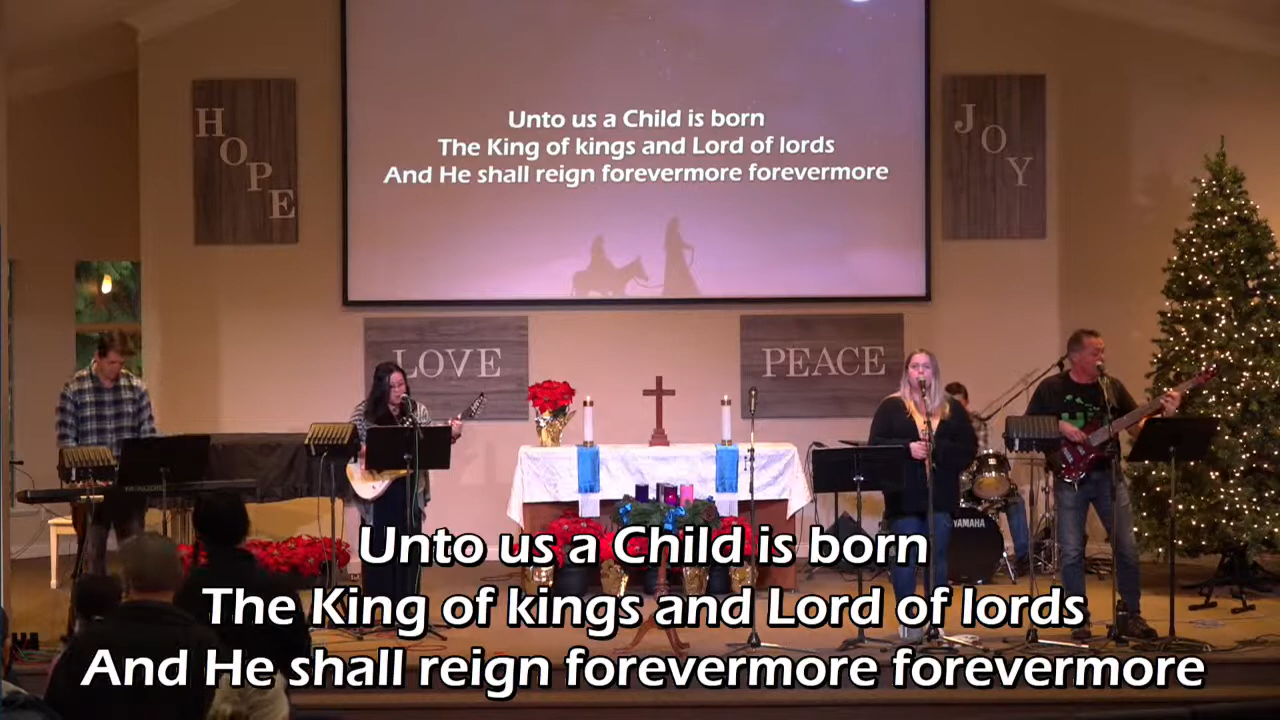 HOPE
JOY
Unto us a Child is born
The King of kings and Lord of lords
And He shall reign forevermore forevermore
LOVE
PEACE
YAMAHA
Unto us a Child is born
The King of kings and Lord of lords
And He shall reign forevermore forevermore